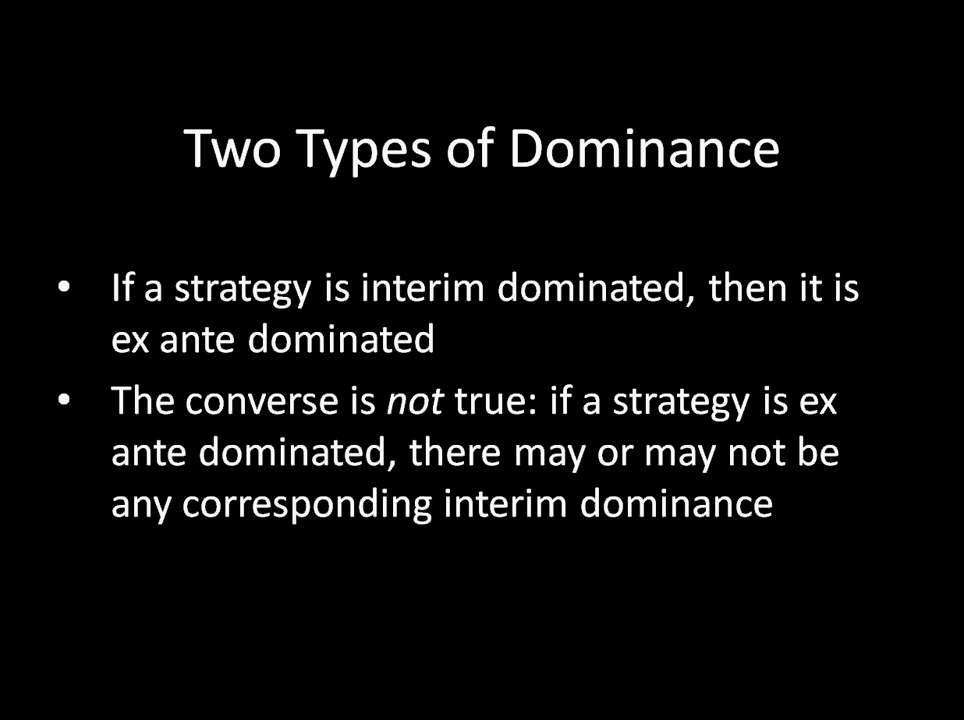 Two Types of Dominance
• If a strategy is interim dominated, then it is
ex ante dominated
• The converse is not true: if a strategy is ex
ante dominated, there may or may not be
any corresponding interim dominance